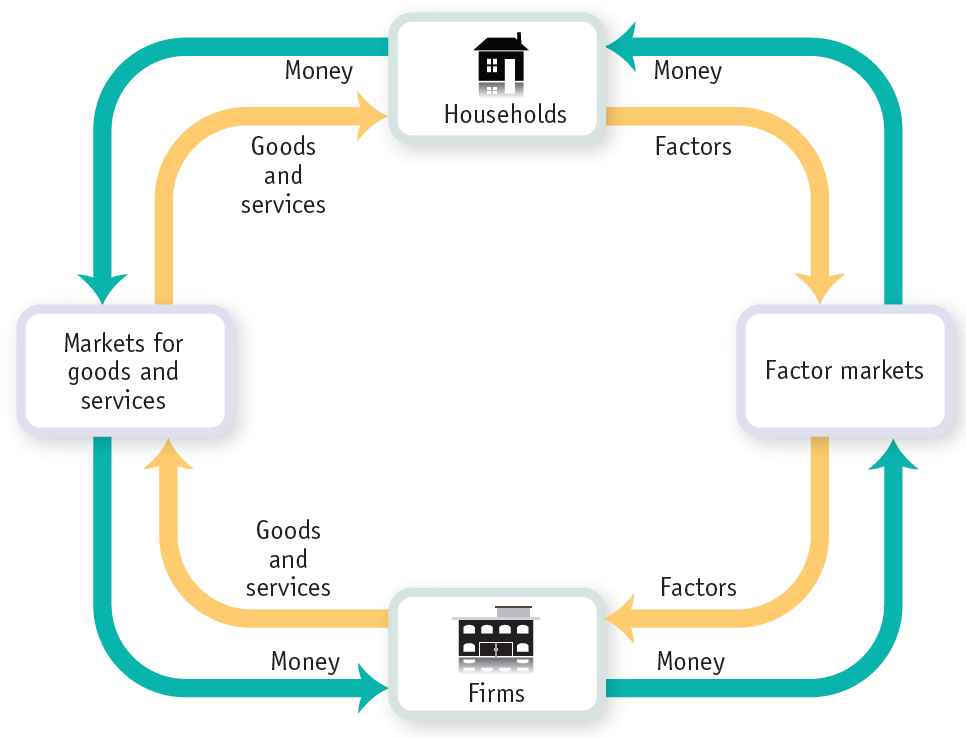 Money
Money
Households
Goods
and
services
Factors
Markets for
goods and
services
Factor markets
Goods
and
services
Factors
Money
Money
Firms